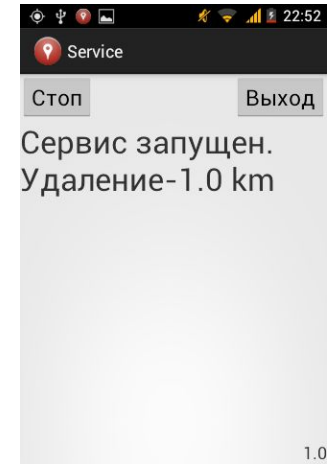 22:52
Service
Стоп
Выход
Сервис запущен.
Удаление-1.0 km
1.0